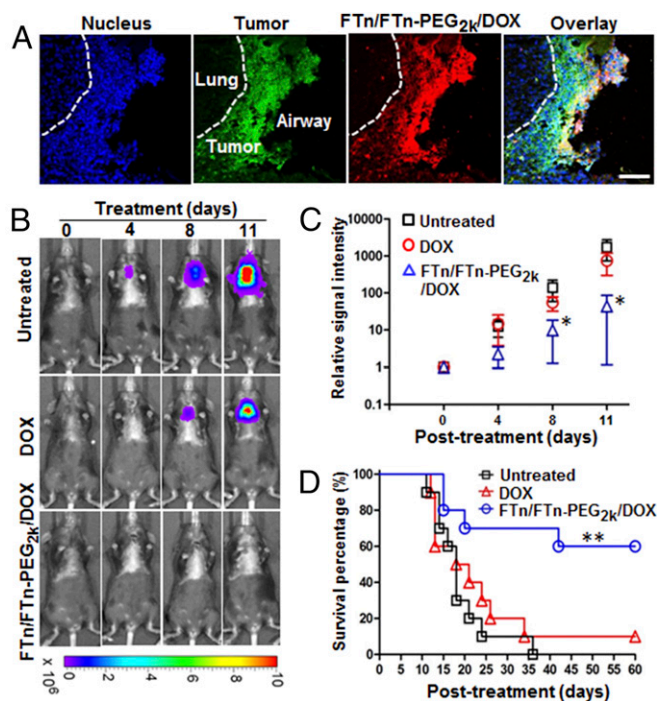 A
Nucleus Tumor FTn/FTn-PEG2k/DOX Overlay
Lung
Airway
Tumor
B
Treatment (days)
0 4 8 11
Untreated
DOX
FTn/FTn-PEG2k/DOX
x 10⁶
0 2 4 6 8 10
C
Relative signal intensity
10000
1000
100
10
1
0.1
Untreated
DOX
FTn/FTn-PEG2k
/DOX
*
*
0 4 8 11
Post-treatment (days)
D
Survival percentage (%)
100
80
60
40
20
0
Untreated
DOX
FTn/FTn-PEG2k/DOX
**
0 5 10 15 20 25 30 35 40 45 50 55 60
Post-treatment (days)